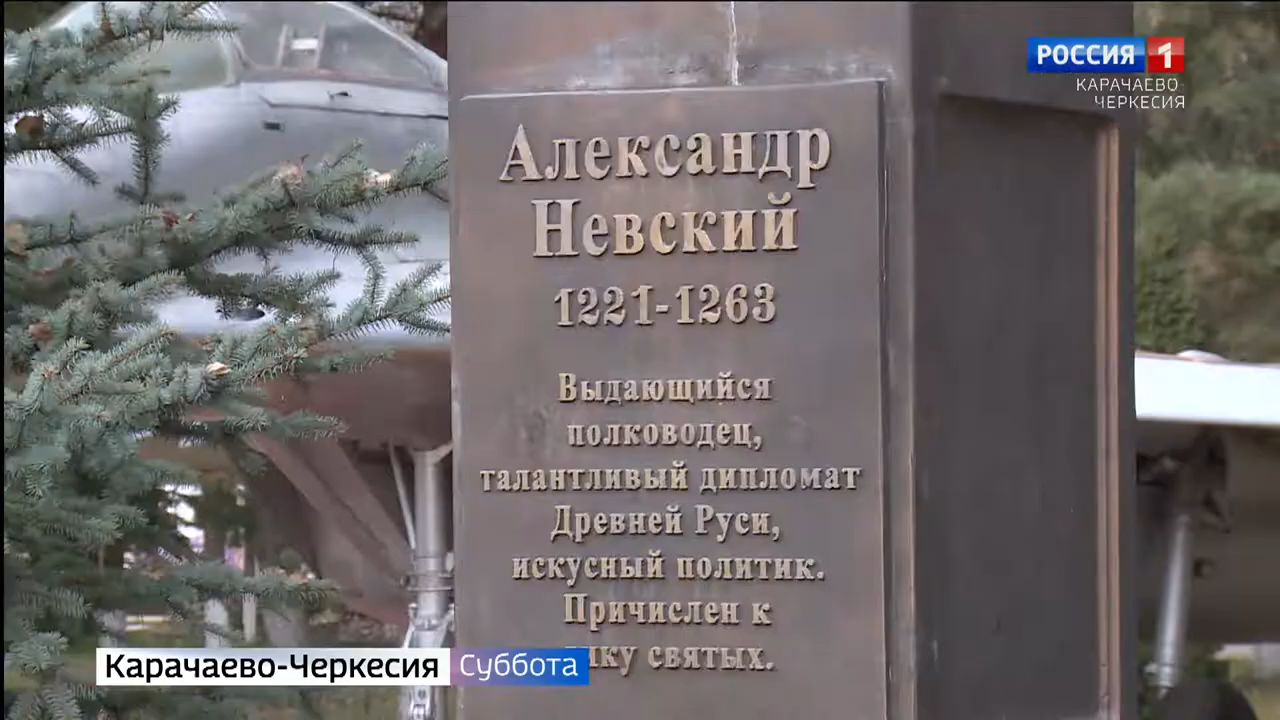 РОССИЯ 1
КАРАЧАЕВО
ЧЕРКЕСИЯ
Александр
Невский
1221-1263
Выдающийся
полководец,
талантливый дипломат
Древней Руси,
искусный политик.
Причислен к
святых.
Карачаево-Черкесия Суббота